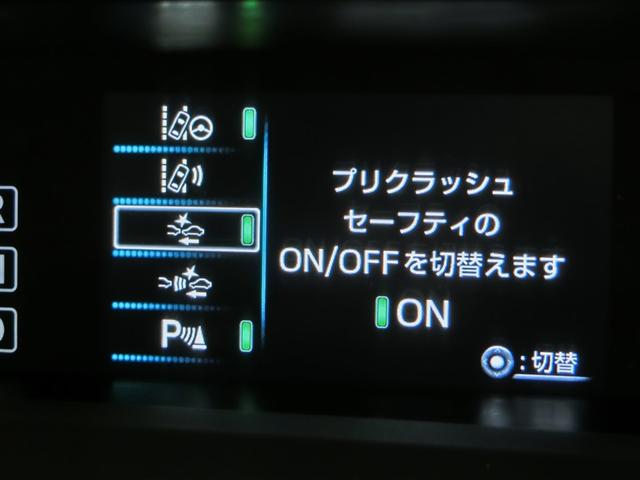 プリクラッシュ
セーフティの
ON/OFFを切替えます
ON
:切替
P